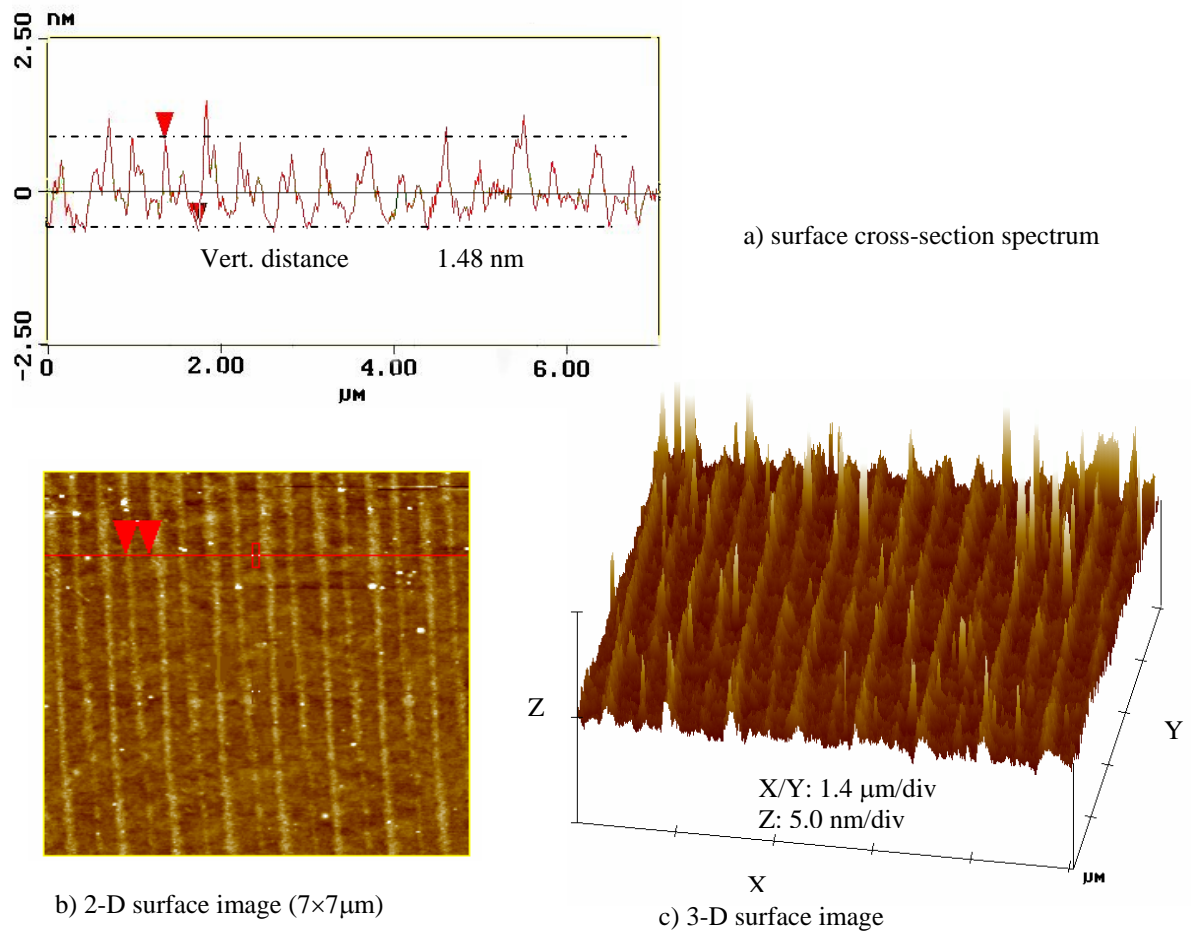 nm
2.50
0
-2.50
Vert. distance 1.48 nm
0 2.00 4.00 6.00
µm
a) surface cross-section spectrum
b) 2-D surface image (7×7µm)
Z
Y
X/Y: 1.4 µm/div
Z: 5.0 nm/div
X
µm
c) 3-D surface image